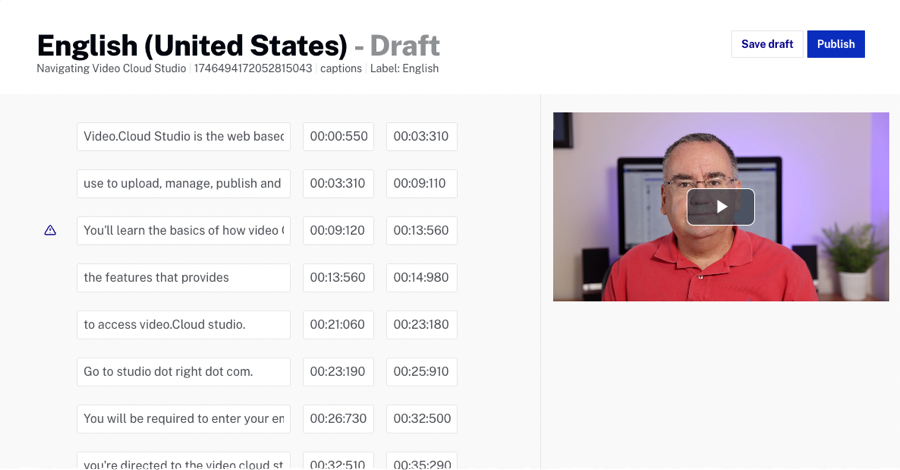 English (United States) - Draft
Navigating Video Cloud Studio | 1746494172052815043 | captions | Label: English
Save draft
Publish
Video.Cloud Studio is the web based 00:00:550 00:03:310
use to upload, manage, publish and 00:03:310 00:09:110
You'll learn the basics of how video 00:09:120 00:13:560
the features that provides 00:13:560 00:14:980
to access video.Cloud studio. 00:21:060 00:23:180
Go to studio dot right dot com. 00:23:190 00:25:910
You will be required to enter your en 00:26:730 00:32:500
you're directed to the video cloud st 00:32:510 00:35:290